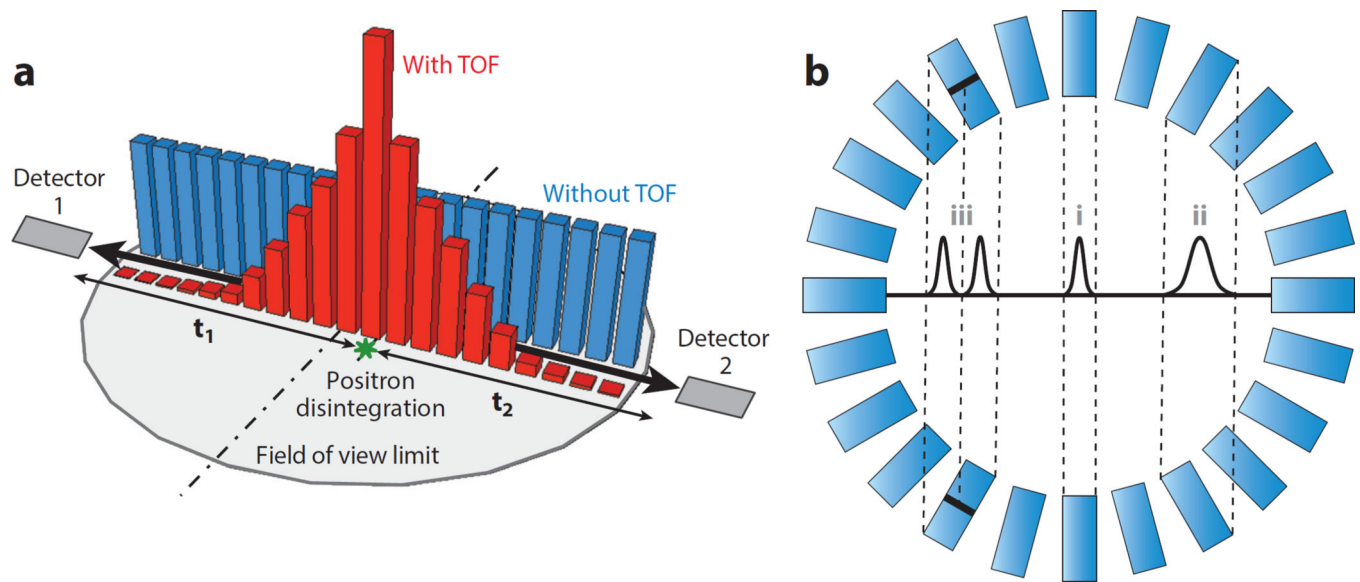 a
With TOF
Without TOF
Detector
1
t1
Positron
disintegration
t2
Detector
2
Field of view limit
b
iii
i
ii